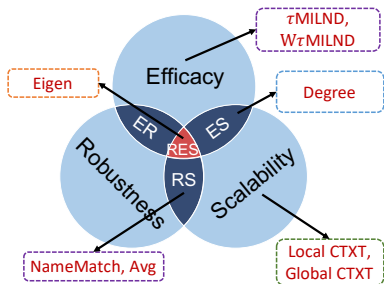 τMILND,
WτMILND
Efficacy
Eigen
Degree
ER
ES
RES
RS
Robustness
Scalability
NameMatch, Avg
Local CTXT,
Global CTXT